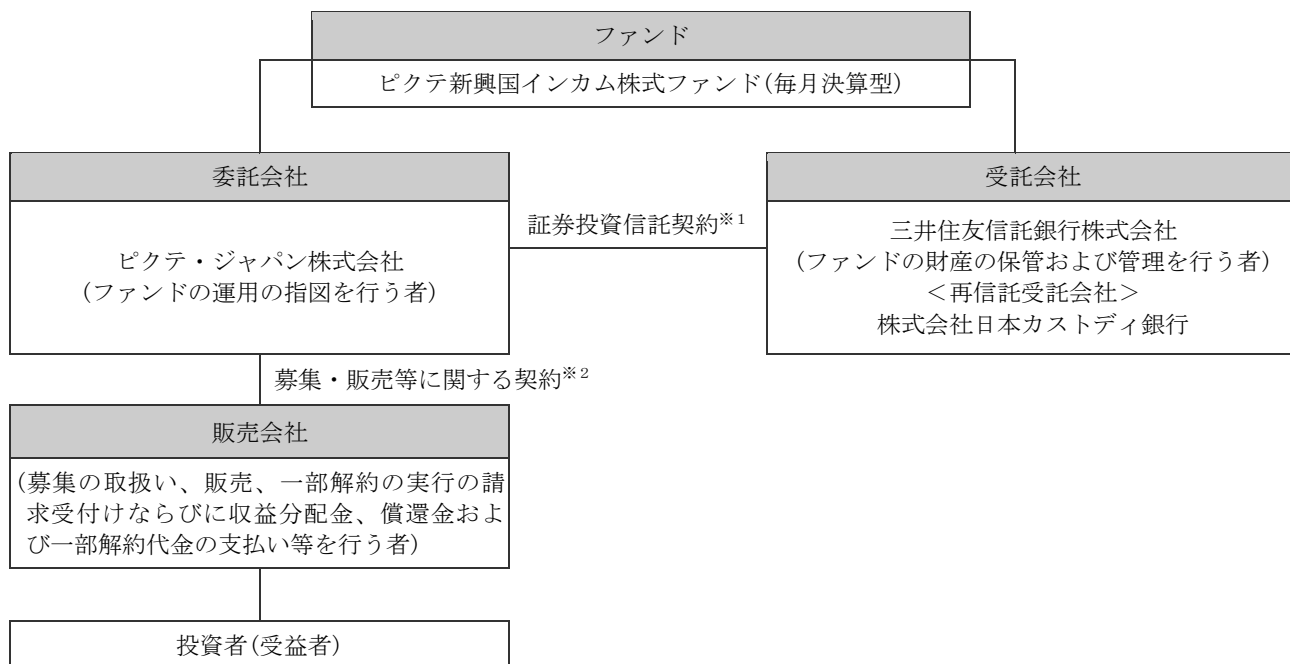 ファンド
ピクテ新興国インカム株式ファンド(毎月決算型)
委託会社
ピクテ・ジャパン株式会社
(ファンドの運用の指図を行う者)
証券投資信託契約※1
受託会社
三井住友信託銀行株式会社
(ファンドの財産の保管および管理を行う者)
<再信託受託会社>
株式会社日本カストディ銀行
募集・販売等に関する契約※2
販売会社
(募集の取扱い、販売、一部解約の実行の請
求受付けならびに収益分配金、償還金およ
び一部解約代金の支払い等を行う者)
投資者(受益者)